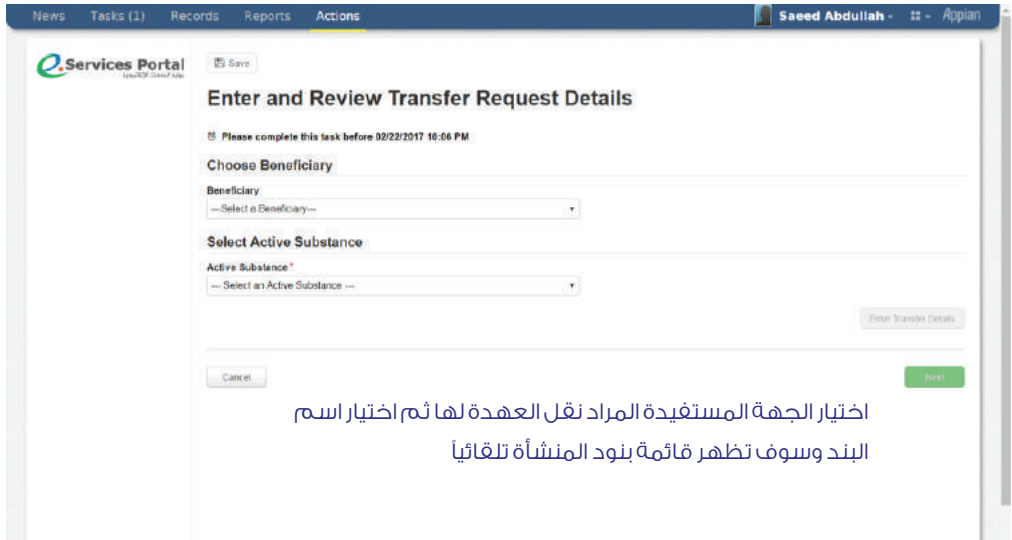 News Tasks (1) Records Reports Actions Saeed Abdullah Appian
e.Services Portal
Save
Enter and Review Transfer Request Details
Please complete this task before 02/22/2017 10:06 PM
Choose Beneficiary
Beneficiary
---Select a Beneficiary---
Select Active Substance
Active Substance *
--- Select an Active Substance ---
Enter Transfer Details
Cancel Next
اختيار الجهة المستفيدة المراد نقل العهدة لها ثم اختيار اسم
البند وسوف تظهر قائمة بنود المنشأة تلقائياً